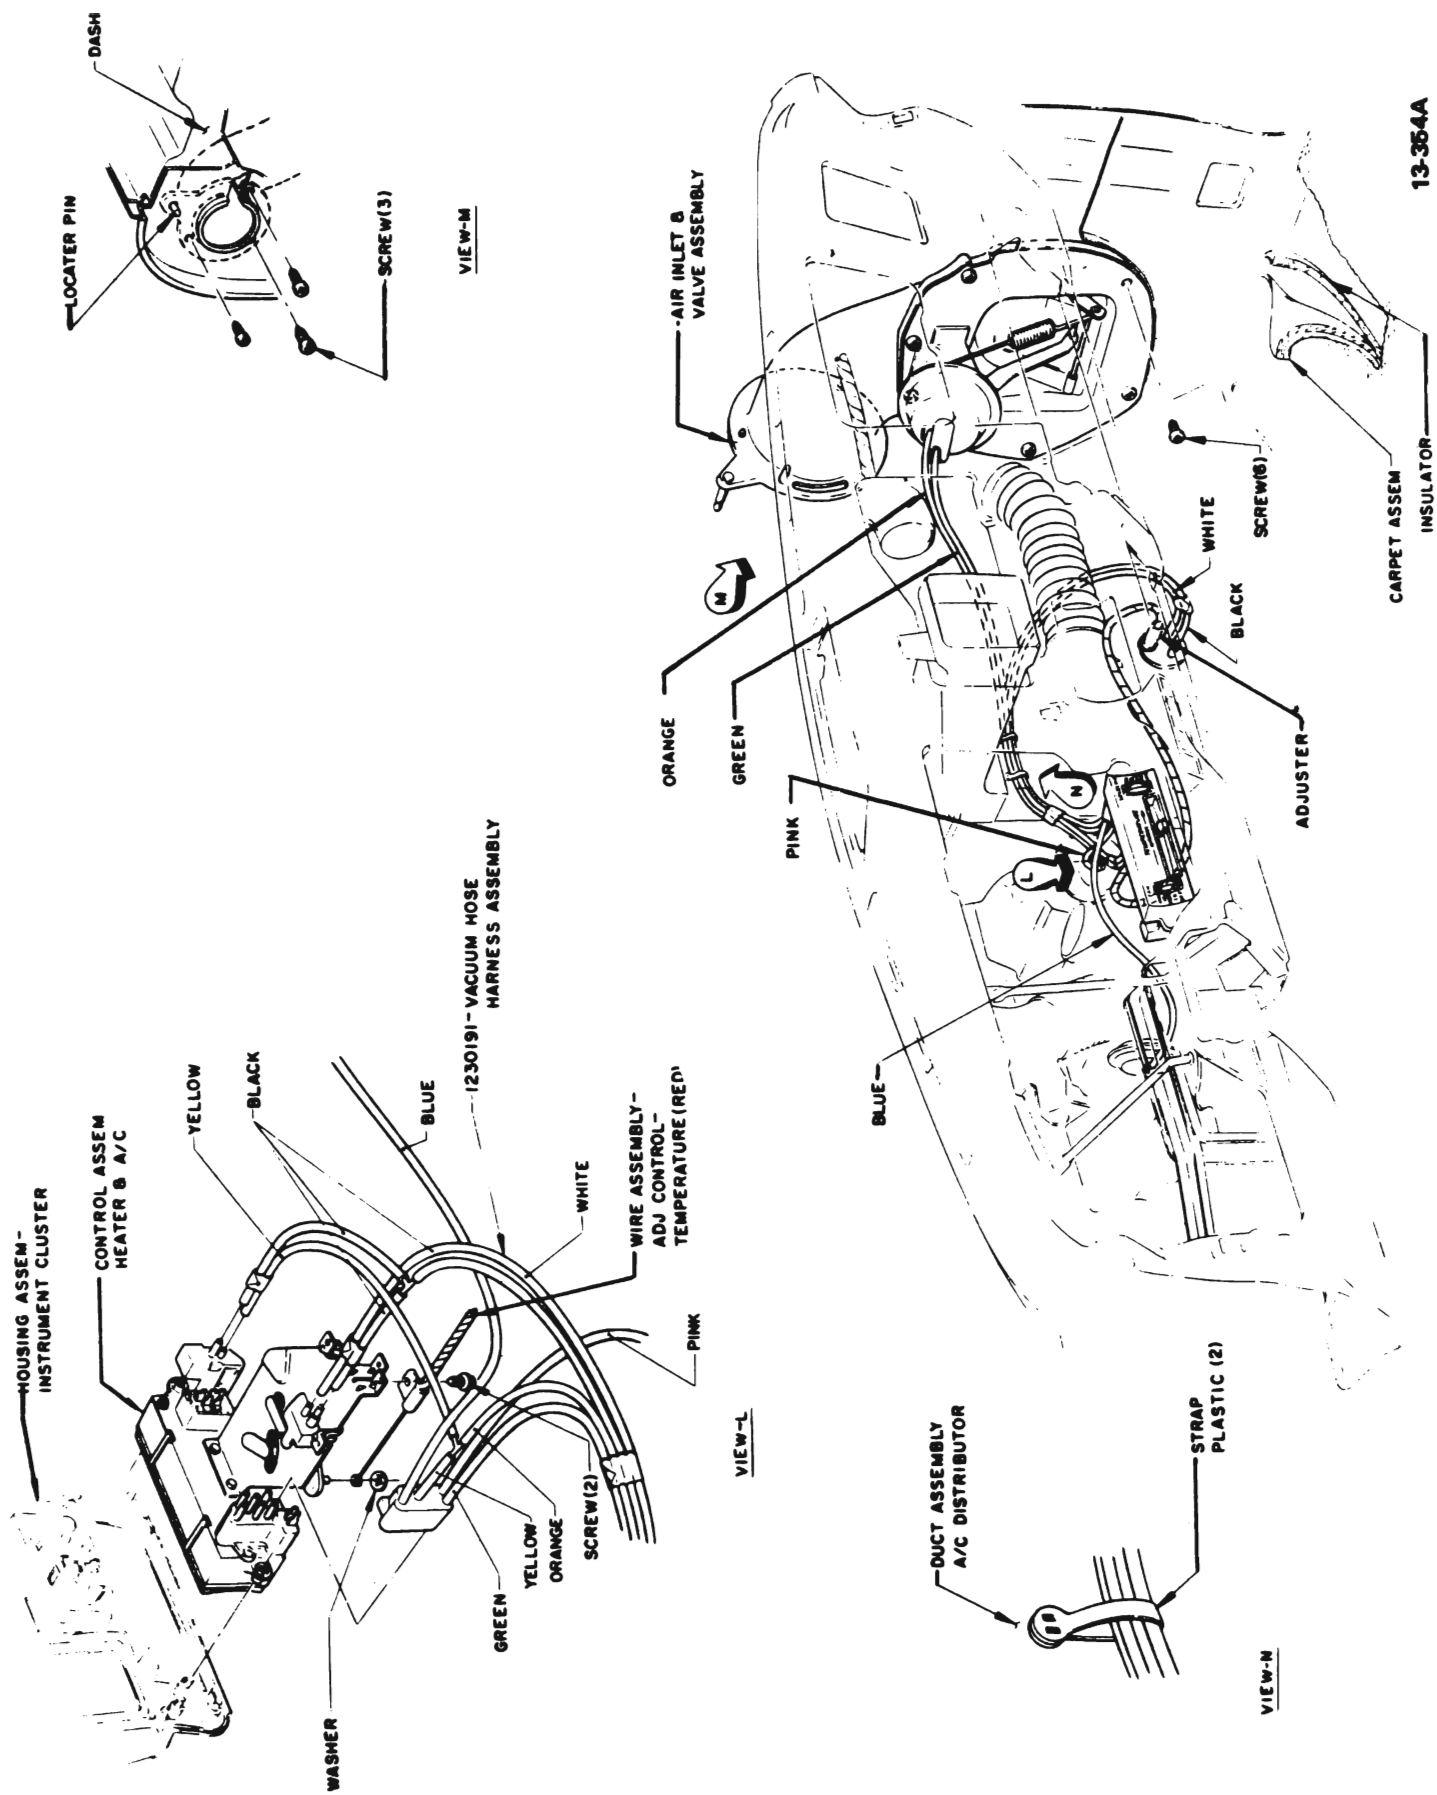 HOUSING ASSEM-
INSTRUMENT CLUSTER
CONTROL ASSEM
HEATER & A/C
YELLOW
BLACK
BLUE
1230191-VACUUM HOSE
HARNESS ASSEMBLY
WHITE
WIRE ASSEMBLY-
ADJ CONTROL-
TEMPERATURE(RED)
PINK
SCREW(2)
ORANGE
YELLOW
GREEN
WASHER
VIEW-L
DASH
LOCATER PIN
SCREW(3)
VIEW-M
AIR INLET &
VALVE ASSEMBLY
M
ORANGE
GREEN
PINK
L
N
BLUE
WHITE
BLACK
SCREW(6)
ADJUSTER
CARPET ASSEM
INSULATOR
DUCT ASSEMBLY
A/C DISTRIBUTOR
STRAP
PLASTIC (2)
VIEW-N
13-354A